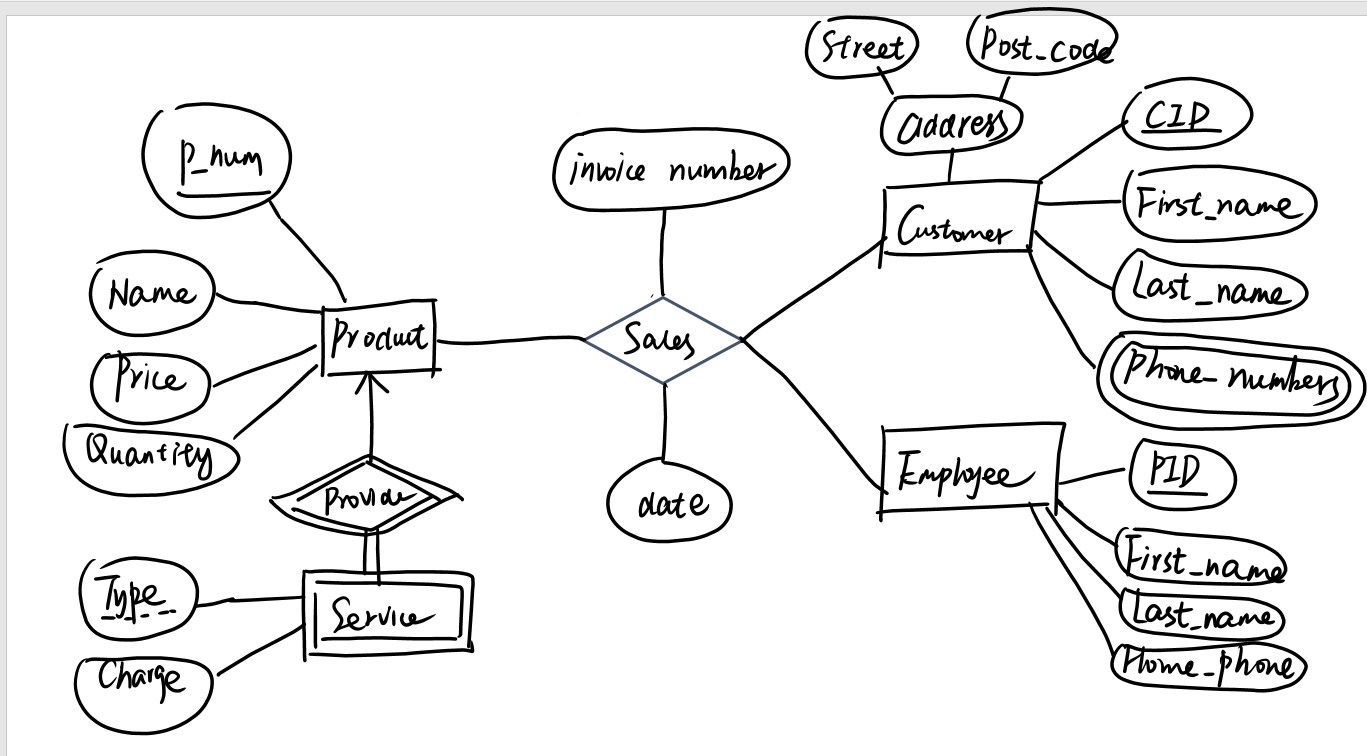 Street
Post_code
address
CID
p_num
invoice number
First_name
Customer
Name
Last_name
Product
Sales
Price
Phone_numbers
Quantity
Employee
PID
Provide
date
First_name
Type
Last_name
Service
Home_phone
Charge